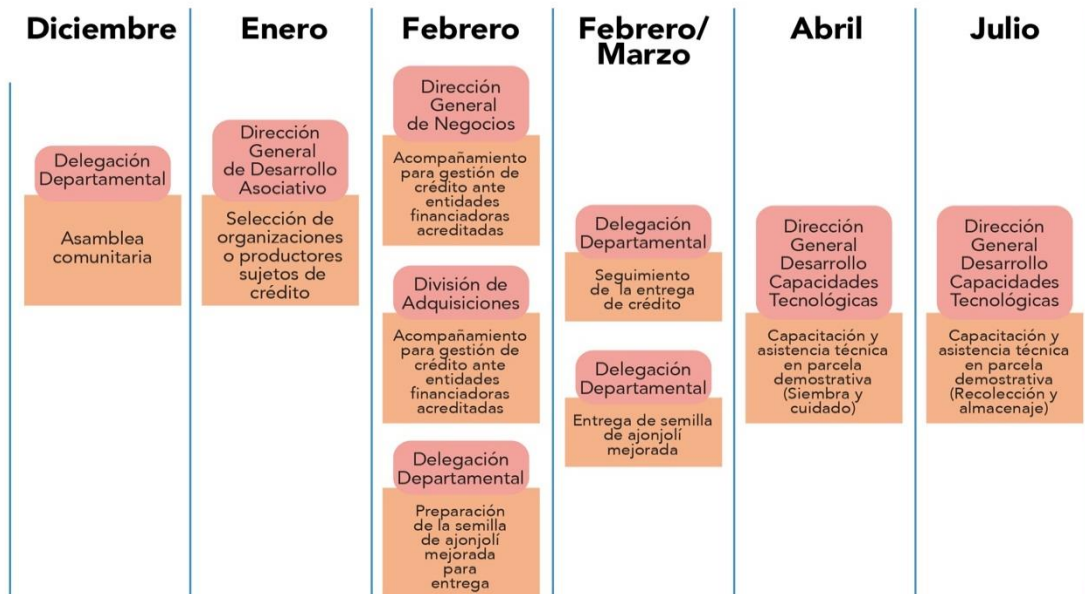 Diciembre
Delegación
Departamental
Asamblea
comunitaria
Enero
Dirección
General
de Desarrollo
Asociativo
Selección de
organizaciones
o productores
sujetos de
crédito
Febrero
Dirección
General
de Negocios
Acompañamiento
para gestión de
crédito ante
entidades
financiadoras
acreditadas
División de
Adquisiciones
Acompañamiento
para gestión de
crédito ante
entidades
financiadoras
acreditadas
Delegación
Departamental
Preparación
de la semilla
de ajonjolí
mejorada
para
entrega
Febrero/
Marzo
Delegación
Departamental
Seguimiento
de la entrega
de crédito
Delegación
Departamental
Entrega de semilla
de ajonjolí
mejorada
Abril
Dirección
General
Desarrollo
Capacidades
Tecnológicas
Capacitación y
asistencia técnica
en parcela
demostrativa
(Siembra y
cuidado)
Julio
Dirección
General
Desarrollo
Capacidades
Tecnológicas
Capacitación y
asistencia técnica
en parcela
demostrativa
(Recolección y
almacenaje)